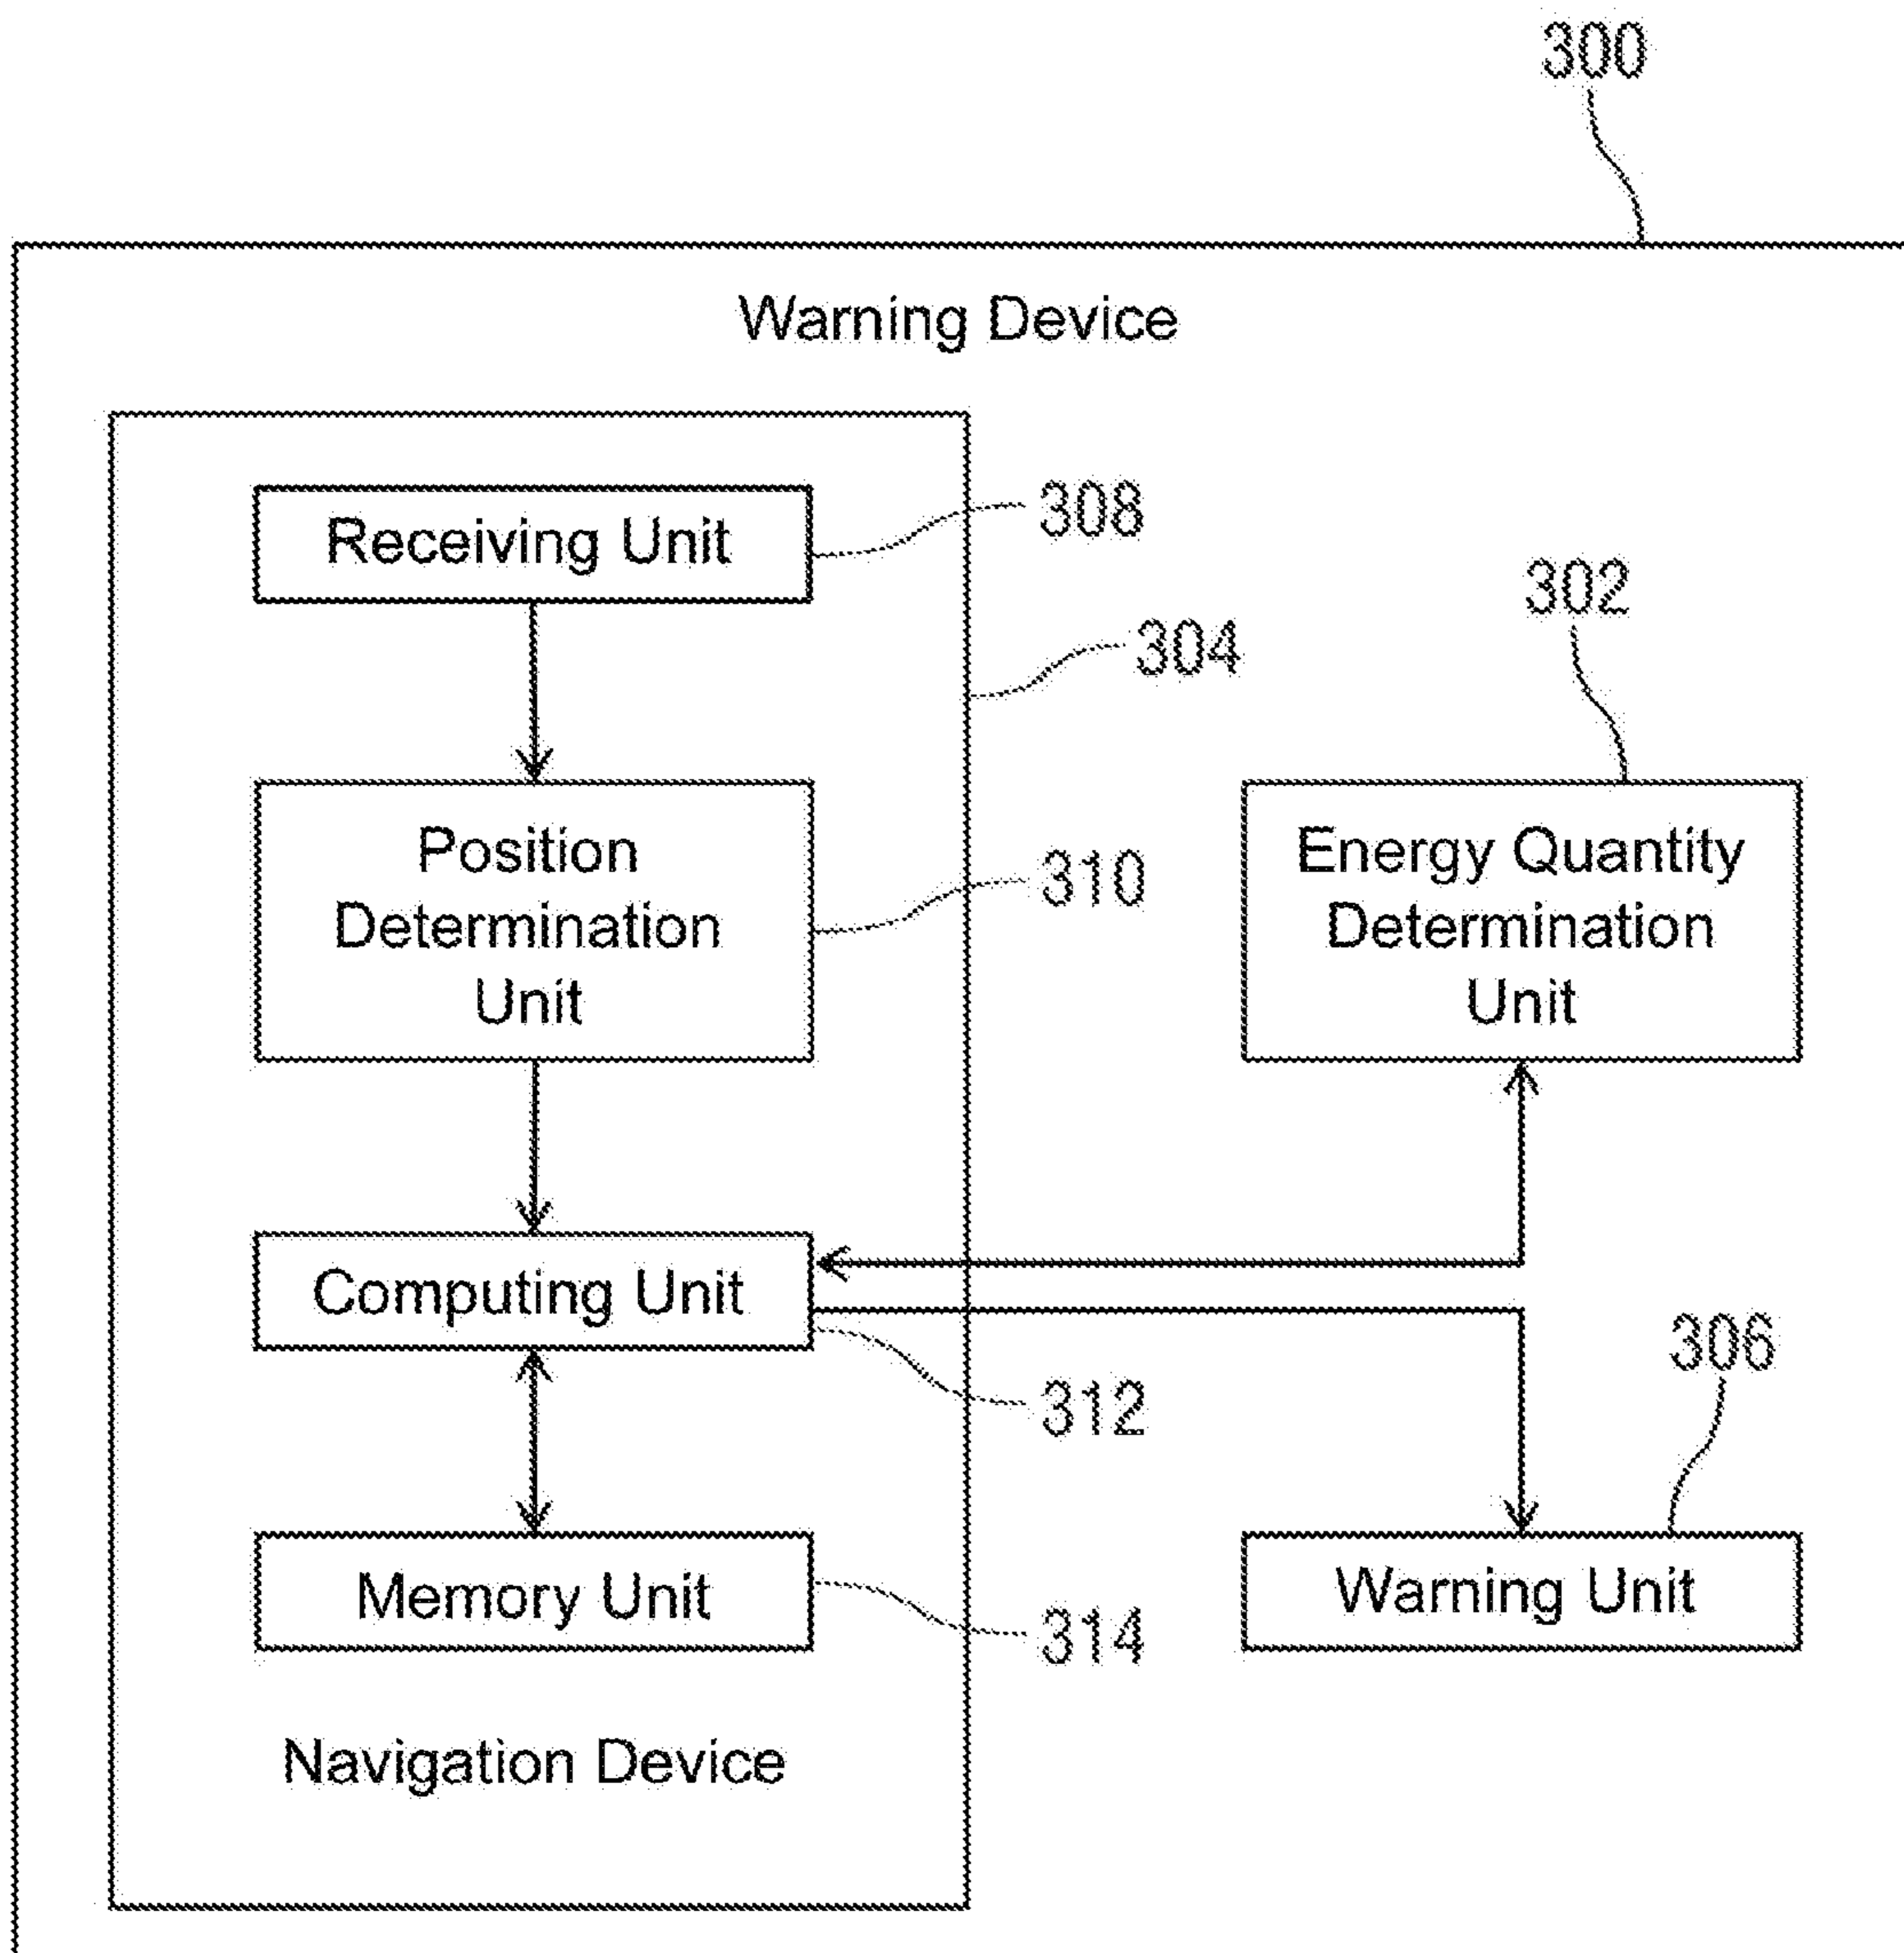 300
Warning Device
Receiving Unit
308
304
302
Position
Determination
Unit
310
Energy Quantity
Determination
Unit
Computing Unit
312
306
Memory Unit
314
Warning Unit
Navigation Device